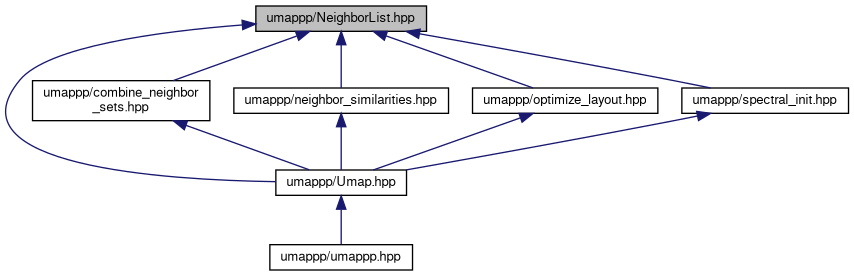 umappp/NeighborList.hpp
umappp/combine_neighbor
_sets.hpp
umappp/neighbor_similarities.hpp
umappp/optimize_layout.hpp
umappp/spectral_init.hpp
umappp/Umap.hpp
umappp/umappp.hpp